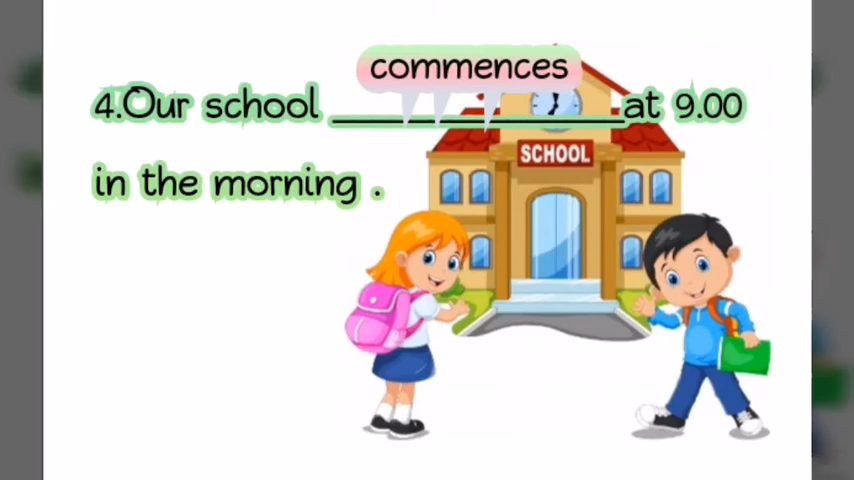 commences
4.Our school ____________ at 9.00
in the morning .
SCHOOL